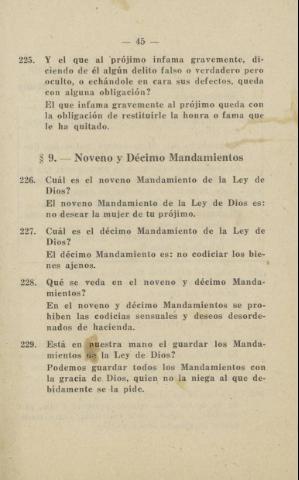 — 45 —
225. Y el que al prójimo infama gravemente, di-
ciendo de él algún delito falso o verdadero pero
oculto, o echándole en cara sus defectos, queda
con alguna obligación?
El que infama gravemente al prójimo queda con
la obligación de restituirle la honra o fama que
le ha quitado.
§ 9. — Noveno y Décimo Mandamientos
226. Cuál es el noveno Mandamiento de la Ley de
Dios?
El noveno Mandamiento de la Ley de Dios es:
no desear la mujer de tu prójimo.
227. Cuál es el décimo Mandamiento de la Ley de
Dios?
El décimo Mandamiento es: no codiciar los bie-
nes ajenos.
228. Qué se veda en el noveno y décimo Manda-
mientos?
En el noveno y décimo Mandamientos se pro-
hiben las codicias sensuales y deseos desorde-
nados de hacienda.
229. Está en nuestra mano el guardar los Manda-
mientos de la Ley de Dios?
Podemos guardar todos los Mandamientos con
la gracia de Dios, quien no la niega al que de-
bidamente se la pide.